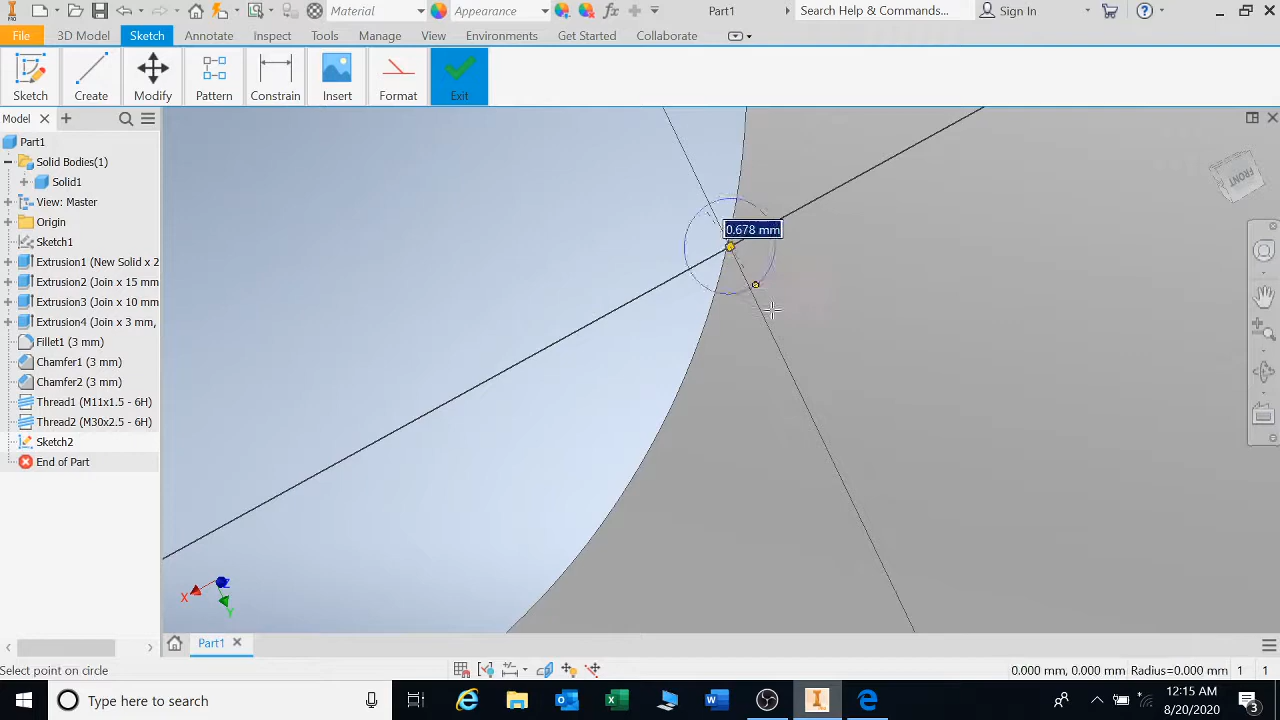 Material
Appearance
Part1
Search Help & Commands...
Sign In
File
3D Model
Sketch
Annotate
Inspect
Tools
Manage
View
Environments
Get Started
Collaborate
Sketch
Create
Modify
Pattern
Constrain
Insert
Format
Exit
Model
Part1
Solid Bodies(1)
Solid1
View: Master
Origin
Sketch1
Extrusion1 (New Solid x 2
Extrusion2 (Join x 15 mm
Extrusion3 (Join x 10 mm
Extrusion4 (Join x 3 mm,
Fillet1 (3 mm)
Chamfer1 (3 mm)
Chamfer2 (3 mm)
Thread1 (M11x1.5 - 6H)
Thread2 (M30x2.5 - 6H)
Sketch2
End of Part
0.678 mm
FRONT
X
Y
Z
Part1
Select point on circle
0.000 mm, 0.000 mm Radius=0.000 mm 1 1
Type here to search
12:15 AM
8/20/2020
3